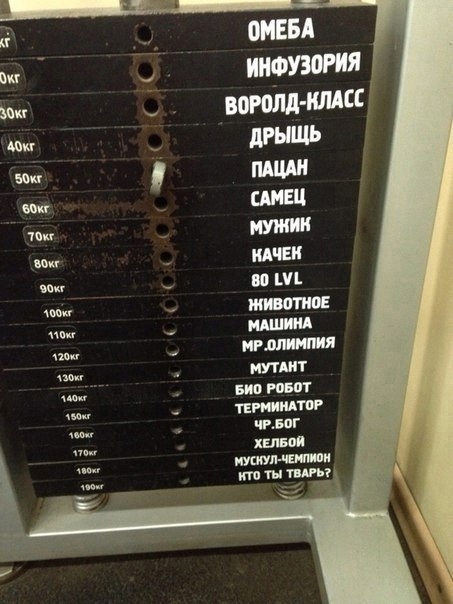 кг ОМЕБА
0кг ИНФУЗОРИЯ
30кг ВОРОЛД-КЛАСС
40кг ДРЫЩЬ
50кг ПАЦАН
60кг САМЕЦ
70кг МУЖИК
80кг КАЧЕК
90кг 80 LVL
100кг ЖИВОТНОЕ
110кг МАШИНА
120кг МР.ОЛИМПИЯ
130кг МУТАНТ
140кг БИО РОБОТ
150кг ТЕРМИНАТОР
160кг ЧР.БОГ
170кг ХЕЛБОЙ
180кг МУСКУЛ-ЧЕМПИОН
190кг КТО ТЫ ТВАРЬ?